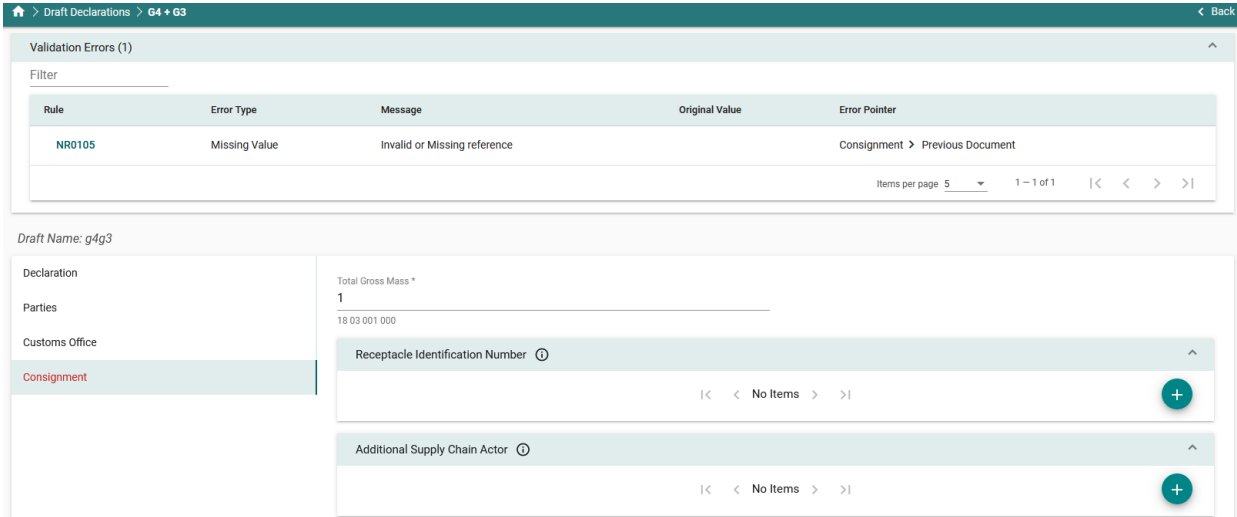 Draft Declarations > G4 + G3 < Back
Validation Errors (1)
Filter
Rule Error Type Message Original Value Error Pointer
NR0105 Missing Value Invalid or Missing reference Consignment > Previous Document
Items per page 5 1 – 1 of 1
Draft Name: g4g3
Declaration
Parties
Customs Office
Consignment
Total Gross Mass *
1
18 03 001 000
Receptacle Identification Number
No Items
Additional Supply Chain Actor
No Items